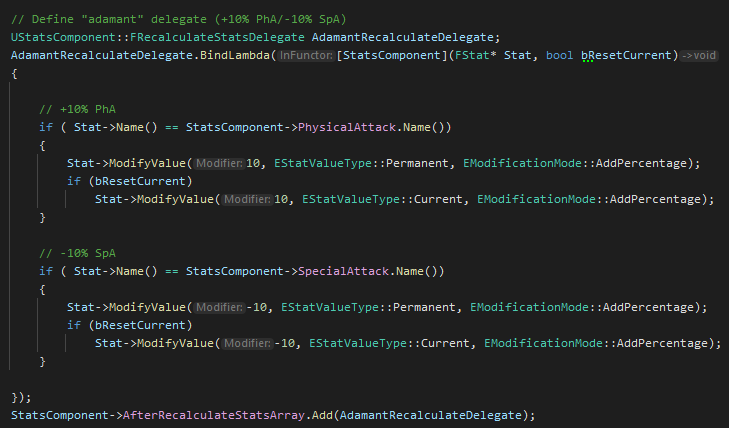 // Define "adamant" delegate (+10% PhA/-10% SpA)
UStatsComponent::FRecalculateStatsDelegate AdamantRecalculateDelegate;
AdamantRecalculateDelegate.BindLambda( InFunctor: [StatsComponent](FStat* Stat, bool bResetCurrent) ->void
{
// +10% PhA
if ( Stat->Name() == StatsComponent->PhysicalAttack.Name())
{
Stat->ModifyValue( Modifier: 10, EStatValueType::Permanent, EModificationMode::AddPercentage);
if (bResetCurrent)
Stat->ModifyValue( Modifier: 10, EStatValueType::Current, EModificationMode::AddPercentage);
}
// -10% SpA
if ( Stat->Name() == StatsComponent->SpecialAttack.Name())
{
Stat->ModifyValue( Modifier: -10, EStatValueType::Permanent, EModificationMode::AddPercentage);
if (bResetCurrent)
Stat->ModifyValue( Modifier: -10, EStatValueType::Current, EModificationMode::AddPercentage);
}
});
StatsComponent->AfterRecalculateStatsArray.Add(AdamantRecalculateDelegate);